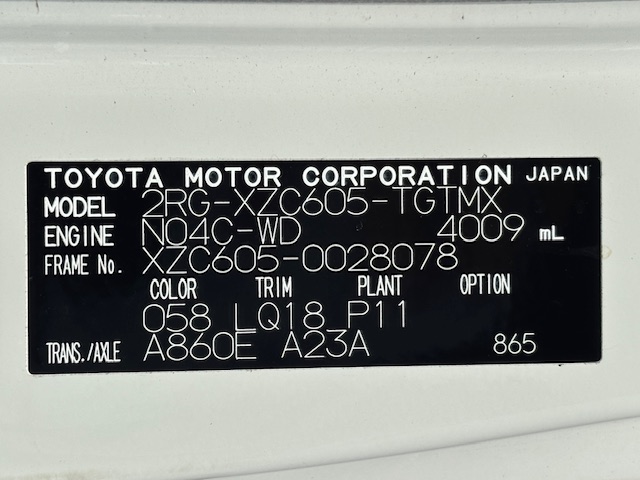 TOYOTA MOTOR CORPORATION JAPAN
MODEL 2RG-XZC605-TGTMX
ENGINE N04C-WD 4009 mL
FRAME No. XZC605-0028078
COLOR TRIM PLANT OPTION
058 LQ18 P11
TRANS./AXLE A860E A23A 865